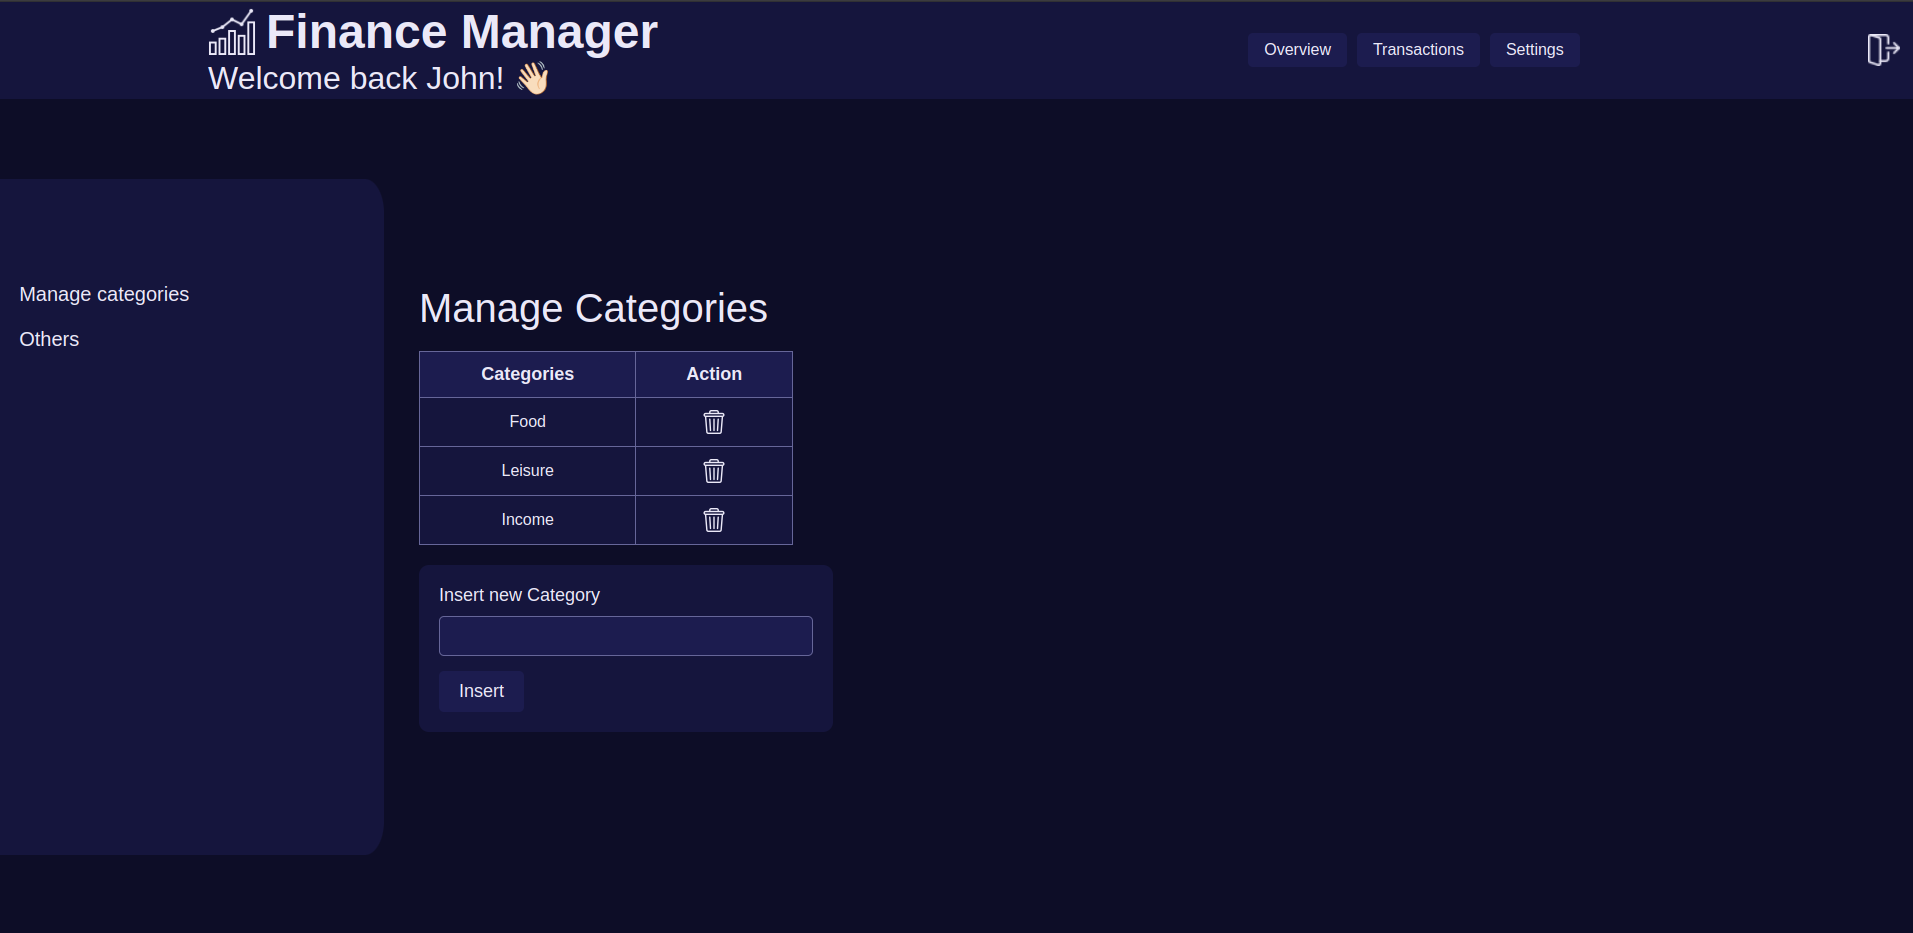 Finance Manager
Welcome back John! 👋🏻
Overview
Transactions
Settings
Manage categories
Others
Manage Categories
Categories Action
Food
Leisure
Income
Insert new Category
Insert